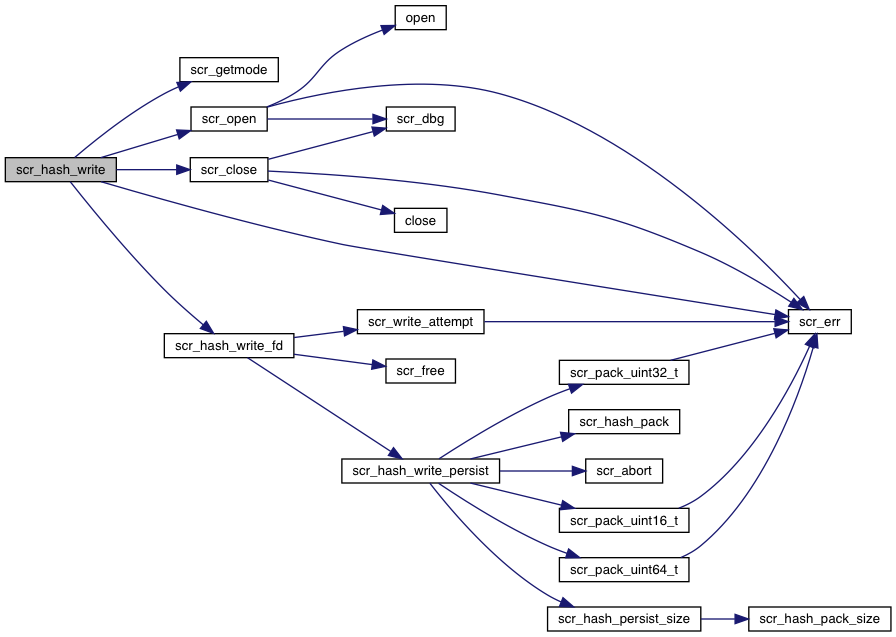 open
scr_getmode
scr_open
scr_dbg
scr_hash_write
scr_close
close
scr_write_attempt
scr_err
scr_hash_write_fd
scr_free
scr_pack_uint32_t
scr_hash_pack
scr_hash_write_persist
scr_abort
scr_pack_uint16_t
scr_pack_uint64_t
scr_hash_persist_size
scr_hash_pack_size